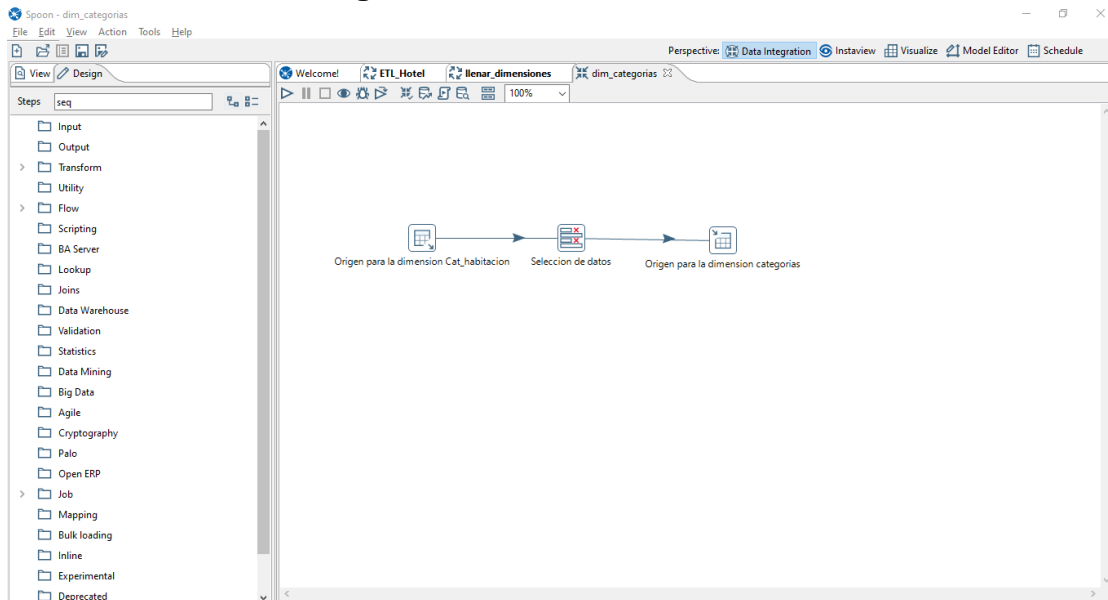 Spoon - dim_categorias
File Edit View Action Tools Help
Perspective: Data Integration Instaview Visualize Model Editor Schedule
View Design
Welcome! ETL_Hotel llenar_dimensiones dim_categorias
Steps seq
100%
Input
Output
Transform
Utility
Flow
Scripting
BA Server
Lookup
Joins
Data Warehouse
Validation
Statistics
Data Mining
Big Data
Agile
Cryptography
Palo
Open ERP
Job
Mapping
Bulk loading
Inline
Experimental
Deprecated
Origen para la dimension Cat_habitacion
Seleccion de datos
Origen para la dimension categorias